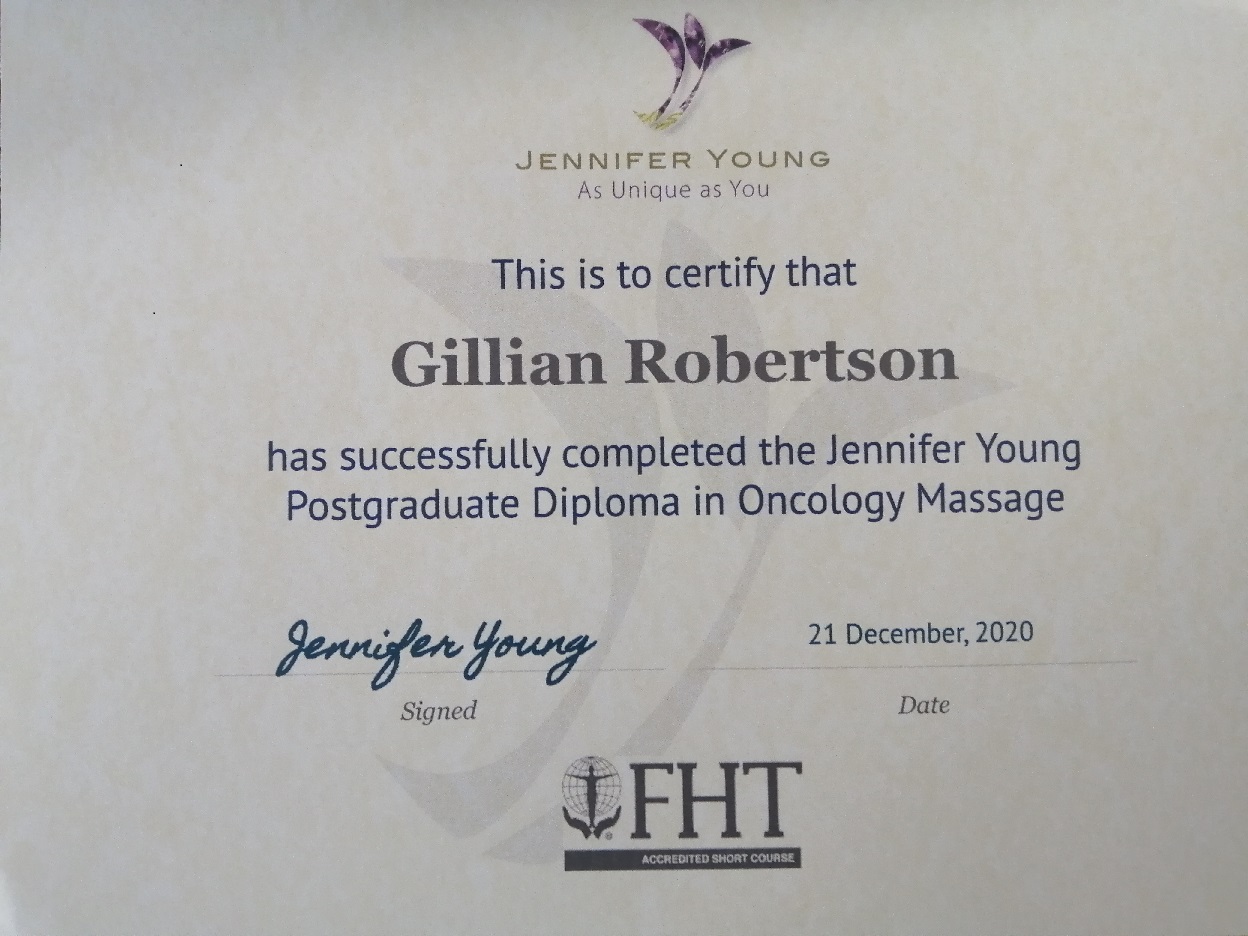 JENNIFER YOUNG
As Unique as You
This is to certify that
Gillian Robertson
has successfully completed the Jennifer Young
Postgraduate Diploma in Oncology Massage
Jennifer Young
21 December, 2020
Signed
Date
FHT
ACCREDITED SHORT COURSE